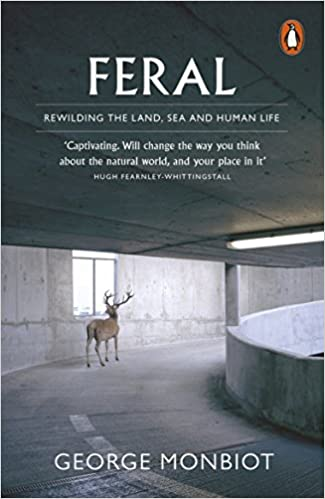 FERAL
REWILDING THE LAND, SEA AND HUMAN LIFE
‘Captivating. Will change the way you think
about the natural world, and your place in it’
HUGH FEARNLEY-WHITTINGSTALL
GEORGE MONBIOT